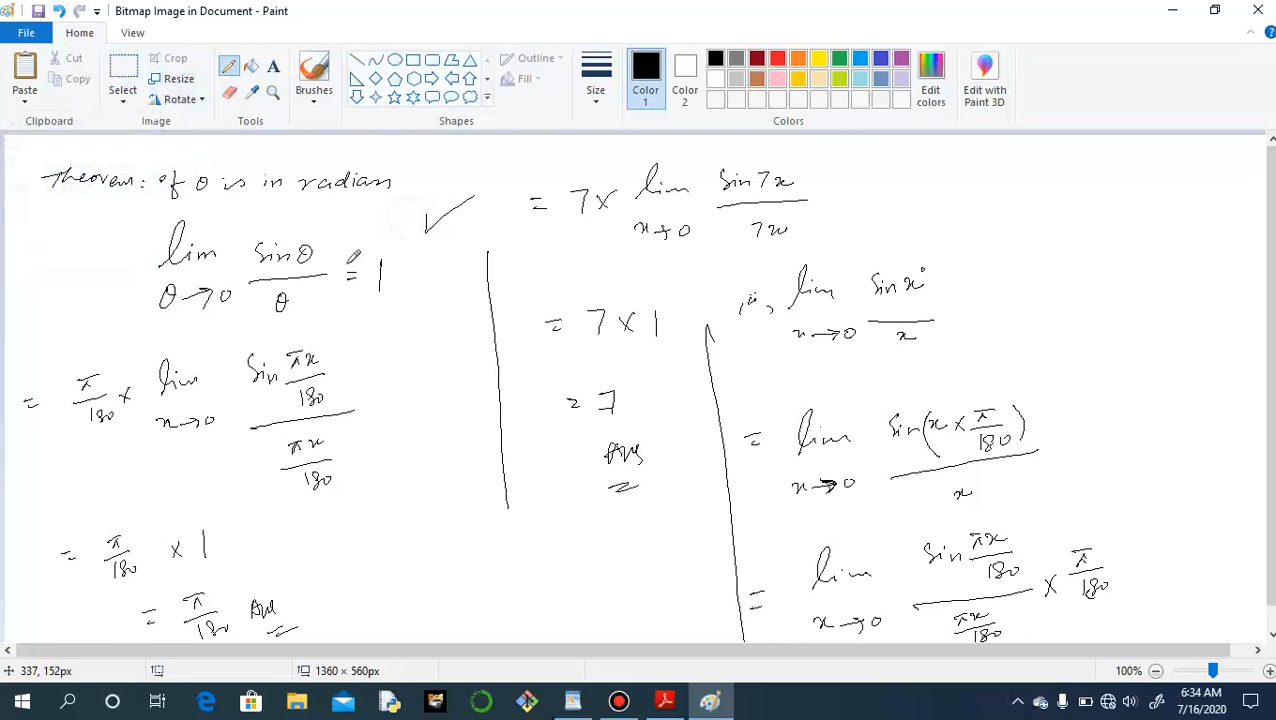 Bitmap Image in Document - Paint
File Home View
Paste Cut Copy Clipboard
Select Crop Resize Rotate Image
Tools
Brushes
Shapes Outline Fill
Size
Color 1 Color 2 Colors
Edit colors
Edit with Paint 3D
Theorem: If θ is in radian
lim θ→0 sinθ/θ = 1
= π/180 × lim x→0 sin πx/180 / πx/180
= π/180 × 1
= π/180 Ans
= 7× lim x→0 sin7x/7x
= 7 × 1
= 7
Ans
(ii) lim x→0 sin x°/x
= lim x→0 sin(x × π/180)/x
= lim x→0 sin πx/180 / πx/180 × π/180
337, 152px
1360 × 560px
100%
6:34 AM
7/16/2020